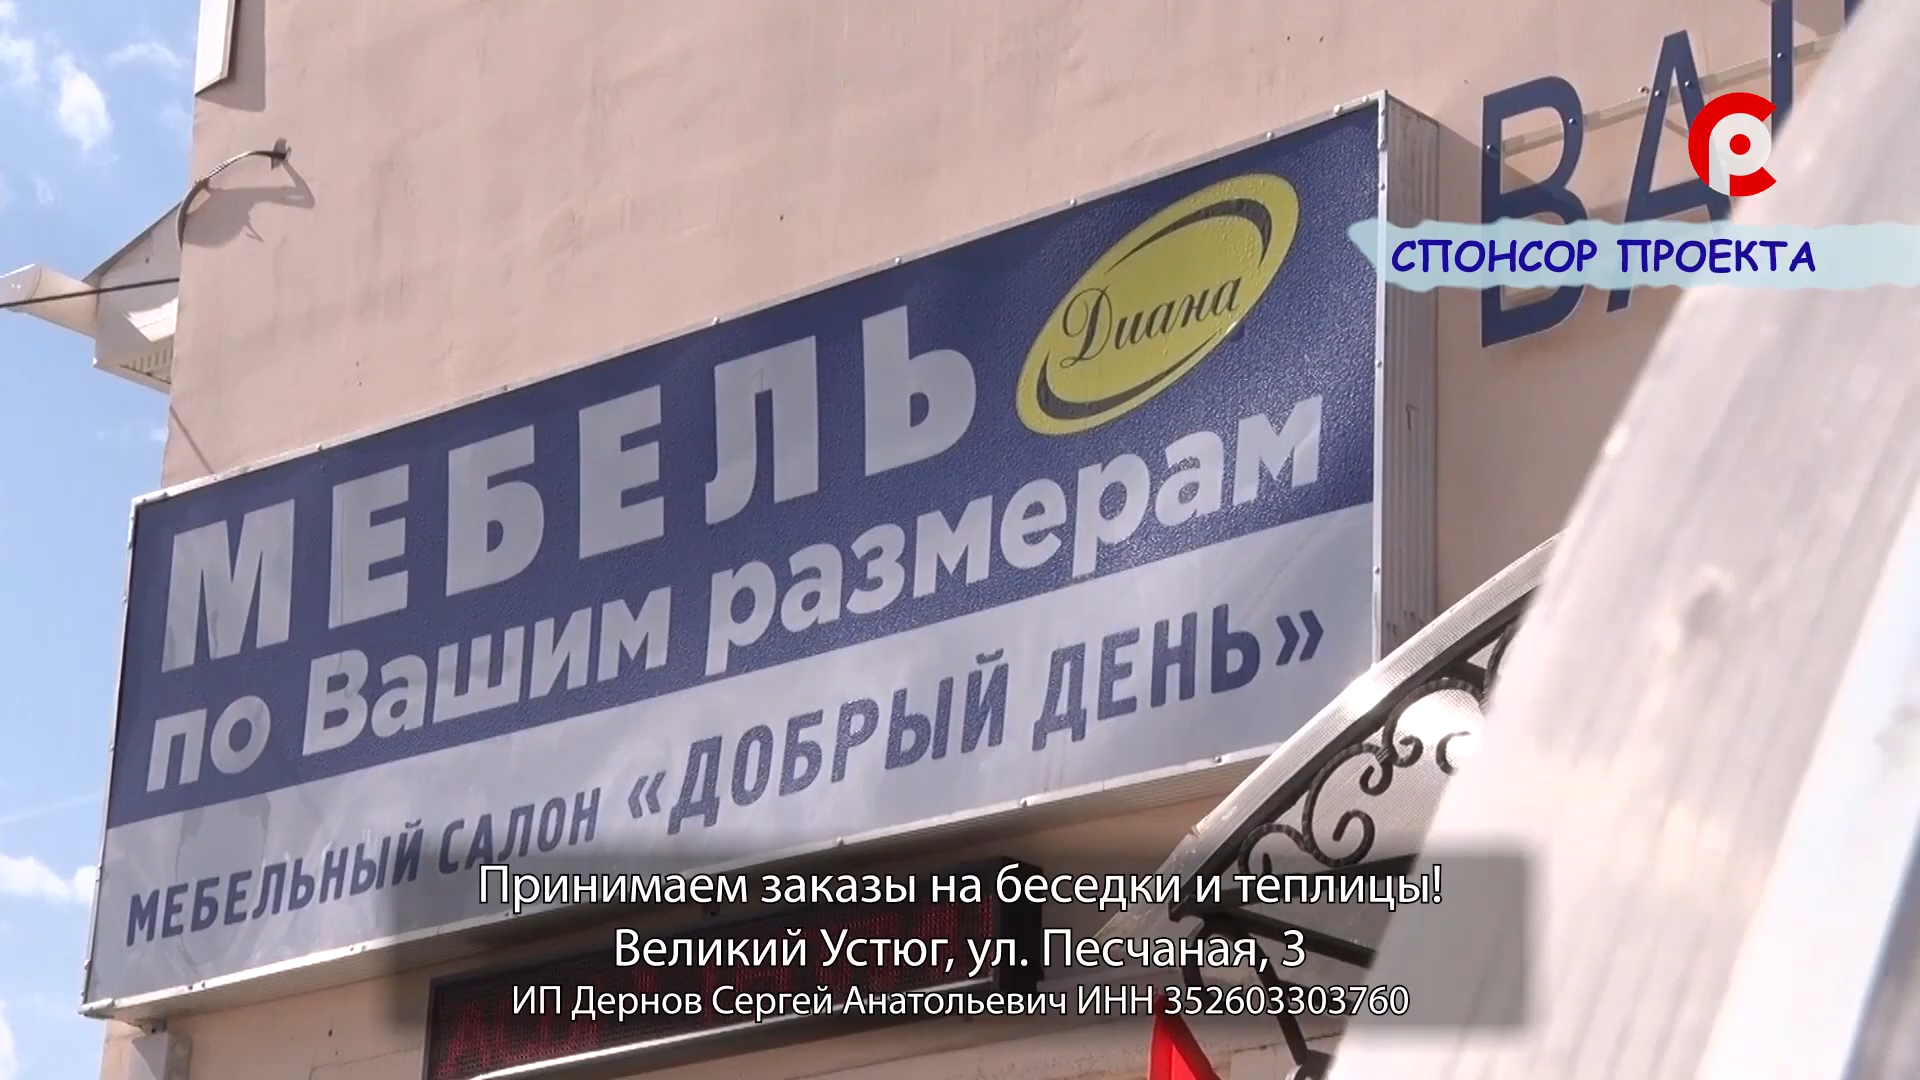 СПОНСОР ПРОЕКТА
МЕБЕЛЬ
Диана
по Вашим размерам
МЕБЕЛЬНЫЙ САЛОН «ДОБРЫЙ ДЕНЬ»
Принимаем заказы на беседки и теплицы!
Великий Устюг, ул. Песчаная, 3
ИП Дернов Сергей Анатольевич ИНН 352603303760